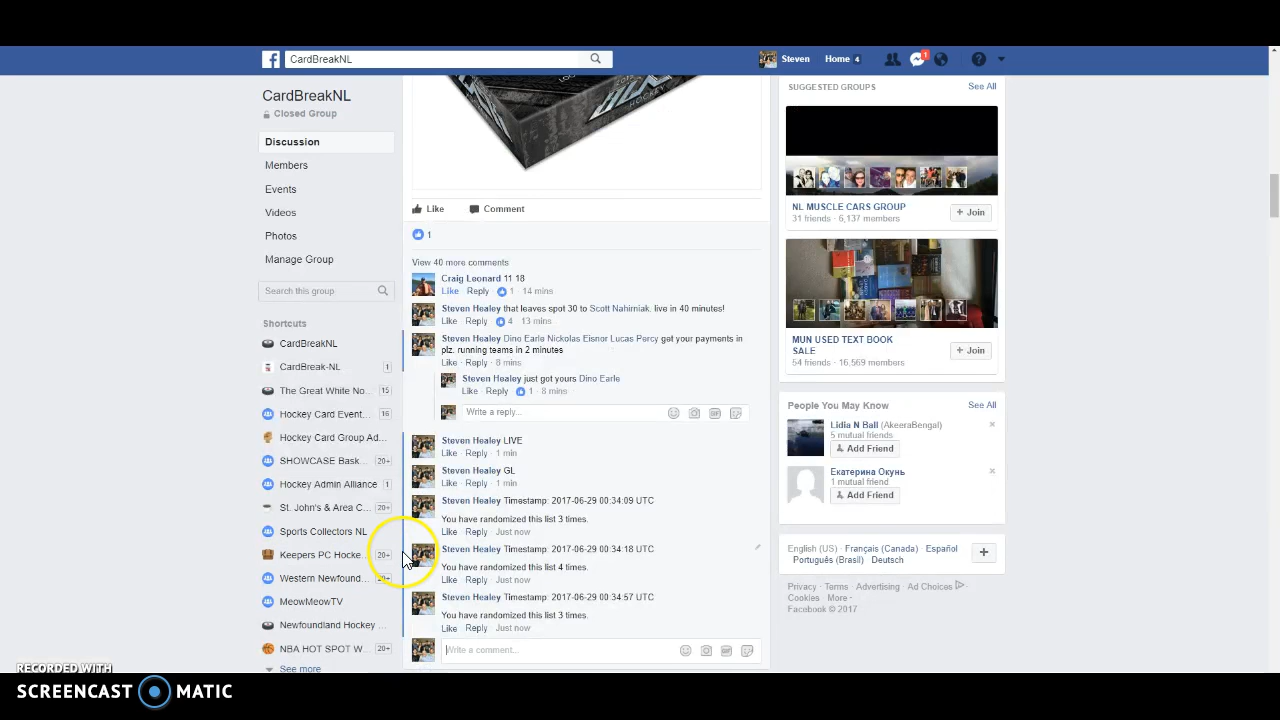 CardBreakNL
Steven
Home 4
1
CardBreakNL
Closed Group
Discussion
Members
Events
Videos
Photos
Manage Group
Search this group
Shortcuts
CardBreakNL
CardBreak-NL 1
The Great White No... 15
Hockey Card Event... 16
Hockey Card Group Ad...
SHOWCASE Bask... 20+
Hockey Admin Alliance 1
St. John's & Area C... 20+
Sports Collectors NL
Keepers PC Hocke... 20+
Western Newfound... 20+
MeowMeowTV
Newfoundland Hockey ...
NBA HOT SPOT W... 20+
See more
HOCKEY
Like Comment
1
View 40 more comments
Craig Leonard 11 18
Like · Reply · 1 · 14 mins
Steven Healey that leaves spot 30 to Scott Nahirniak. live in 40 minutes!
Like · Reply · 4 · 13 mins
Steven Healey Dino Earle Nickolas Eisnor Lucas Percy get your payments in
plz. running teams in 2 minutes
Like · Reply · 8 mins
Steven Healey just got yours Dino Earle
Like · Reply · 1 · 8 mins
Write a reply...
Steven Healey LIVE
Like · Reply · 1 min
Steven Healey GL
Like · Reply · 1 min
Steven Healey Timestamp: 2017-06-29 00:34:09 UTC
You have randomized this list 3 times.
Like · Reply · Just now
Steven Healey Timestamp: 2017-06-29 00:34:18 UTC
You have randomized this list 4 times.
Like · Reply · Just now
Steven Healey Timestamp: 2017-06-29 00:34:57 UTC
You have randomized this list 3 times.
Like · Reply · Just now
Write a comment...
SUGGESTED GROUPS See All
NL MUSCLE CARS GROUP
31 friends · 6,137 members
+ Join
MUN USED TEXT BOOK
SALE
54 friends · 16,569 members
+ Join
People You May Know See All
Lidia N Ball (AkeeraBengal)
5 mutual friends
Add Friend
Екатерина Окунь
1 mutual friend
Add Friend
English (US) · Français (Canada) · Español ·
Português (Brasil) · Deutsch
Privacy · Terms · Advertising · Ad Choices ·
Cookies · More ·
Facebook © 2017
RECORDED WITH
SCREENCAST MATIC